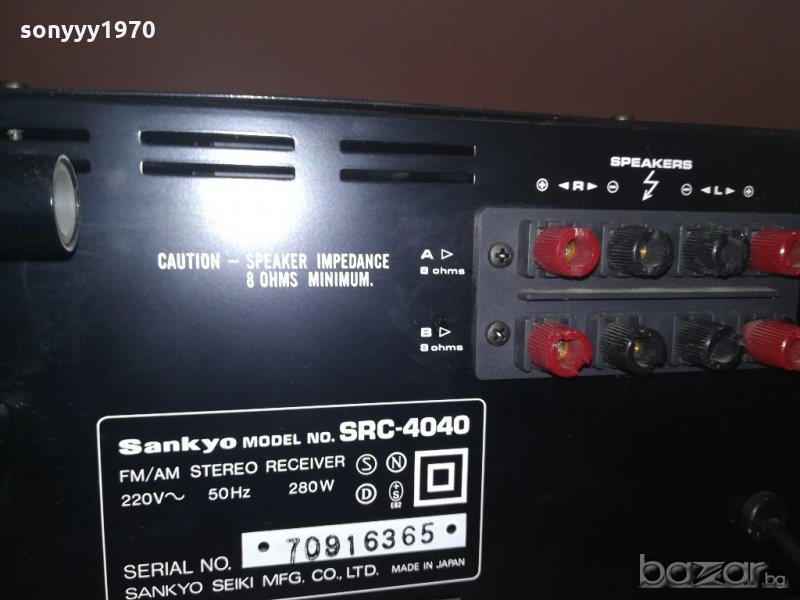 sonyyy1970
SPEAKERS
⊕ ◄R► ⊖ ⊖ ◄L► ⊕
CAUTION – SPEAKER IMPEDANCE
8 OHMS MINIMUM.
A ▷
8 ohms
B ▷
8 ohms
Sankyo MODEL NO. SRC-4040
FM/AM STEREO RECEIVER S N
220V～ 50Hz 280W D +S
E82
SERIAL NO. • 70916365 •
SANKYO SEIKI MFG. CO., LTD. MADE IN JAPAN
bazar.bg